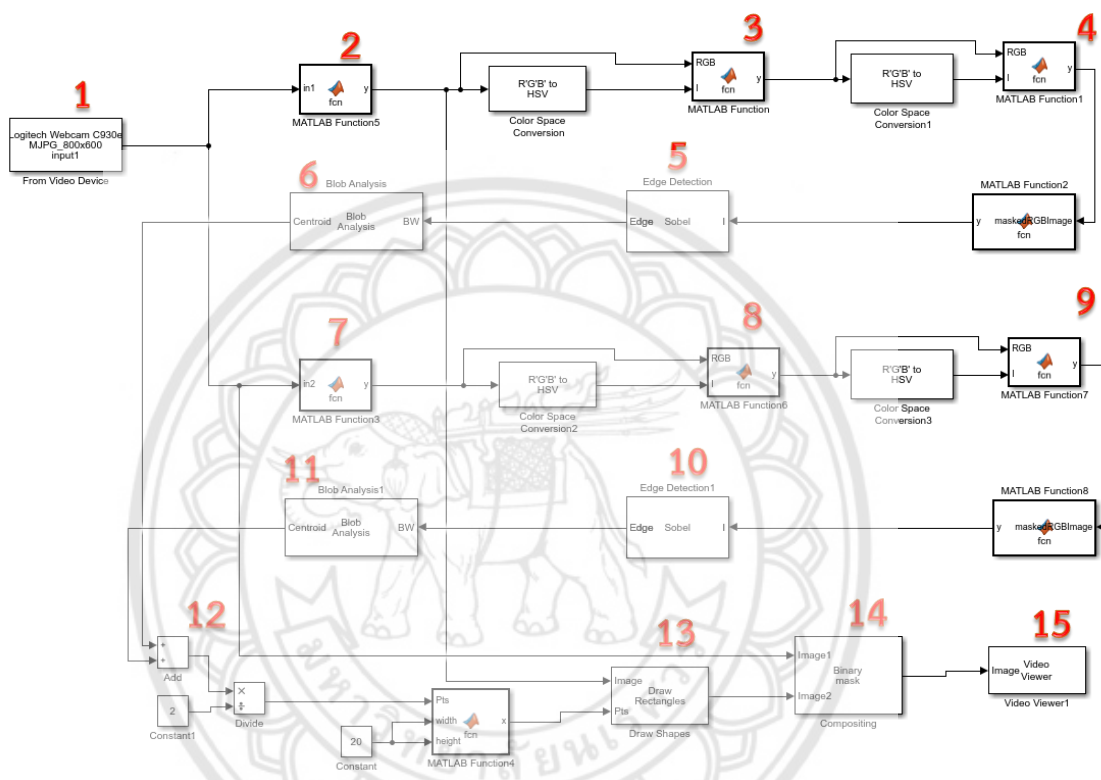 1
Logitech Webcam C930e
MJPG_800x600
input1
From Video Device
2
in1
fcn
y
MATLAB Function5
R'G'B' to
HSV
Color Space
Conversion
3
RGB
I
fcn
y
MATLAB Function
R'G'B' to
HSV
Color Space
Conversion1
4
RGB
I
fcn
y
MATLAB Function1
6
Blob Analysis
Centroid
Blob
Analysis
BW
5
Edge Detection
Edge
Sobel
I
MATLAB Function2
y
maskedRGBImage
fcn
7
in2
fcn
y
MATLAB Function3
R'G'B' to
HSV
Color Space
Conversion2
8
RGB
I
fcn
y
MATLAB Function6
R'G'B' to
HSV
Color Space
Conversion3
9
RGB
I
fcn
y
MATLAB Function7
11
Blob Analysis1
Centroid
Blob
Analysis
BW
10
Edge Detection1
Edge
Sobel
I
MATLAB Function8
y
maskedRGBImage
fcn
12
+
+
Add
2
Constant1
×
÷
Divide
20
Constant
Pts
width
height
fcn
x
MATLAB Function4
13
Image
Pts
Draw
Rectangles
Draw Shapes
14
Image1
Image2
Binary
mask
Compositing
15
Image
Video
Viewer
Video Viewer1